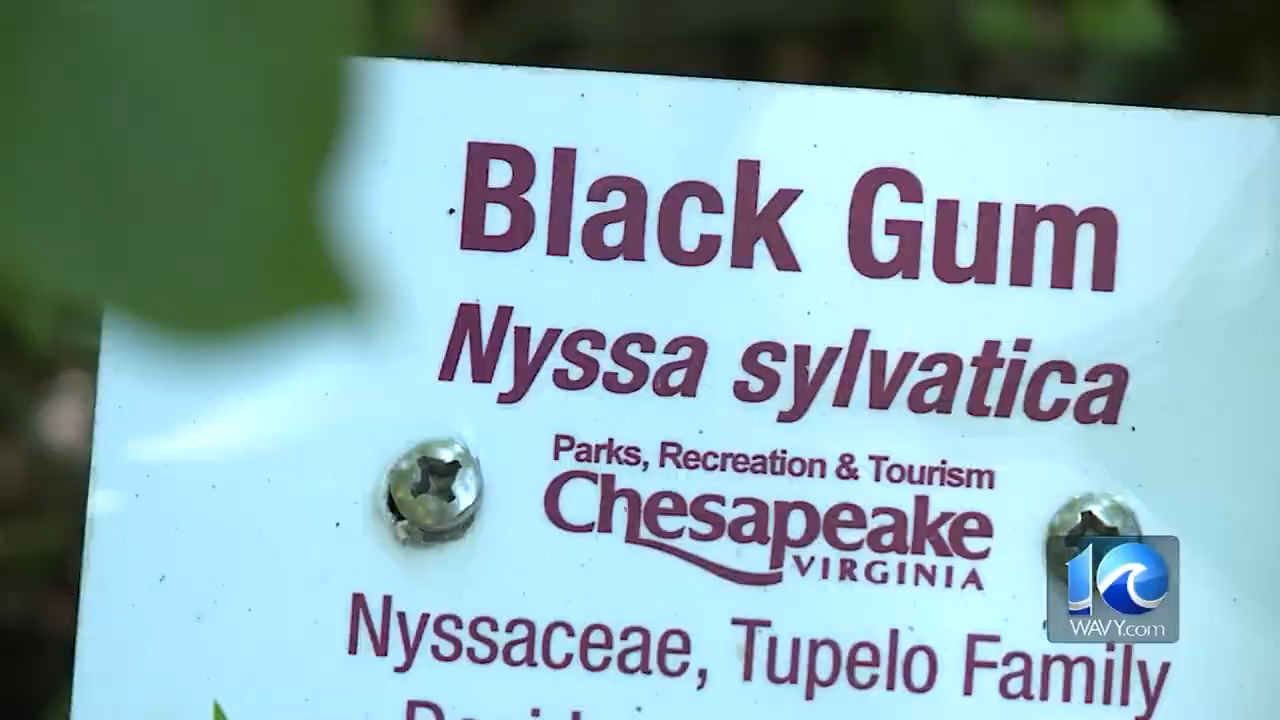 Black Gum
Nyssa sylvatica
Parks, Recreation & Tourism
Chesapeake
VIRGINIA
Nyssaceae, Tupelo Family
10
WAVY.com